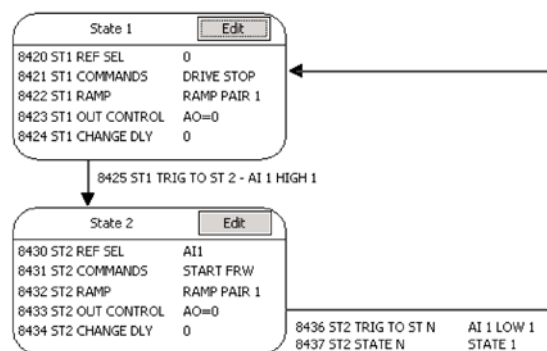 State 1 Edit
8420 ST1 REF SEL 0
8421 ST1 COMMANDS DRIVE STOP
8422 ST1 RAMP RAMP PAIR 1
8423 ST1 OUT CONTROL AO=0
8424 ST1 CHANGE DLY 0
8425 ST1 TRIG TO ST 2 - AI 1 HIGH 1
State 2 Edit
8430 ST2 REF SEL AI1
8431 ST2 COMMANDS START FRW
8432 ST2 RAMP RAMP PAIR 1
8433 ST2 OUT CONTROL AO=0
8434 ST2 CHANGE DLY 0
8436 ST2 TRIG TO ST N AI 1 LOW 1
8437 ST2 STATE N STATE 1